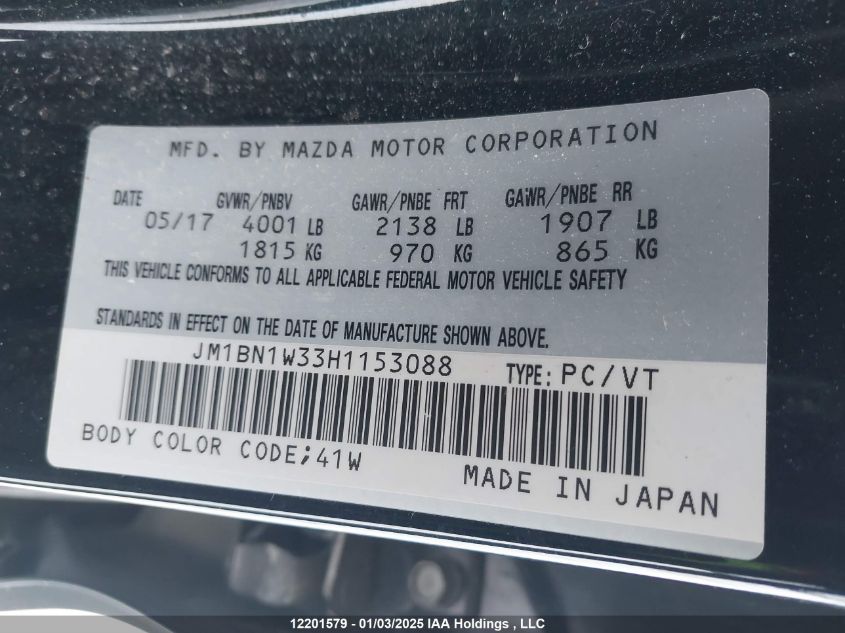 MFD. BY MAZDA MOTOR CORPORATION
DATE GVWR/PNBV GAWR/PNBE FRT GAWR/PNBE RR
05/17 4001 LB 2138 LB 1907 LB
1815 KG 970 KG 865 KG
THIS VEHICLE CONFORMS TO ALL APPLICABLE FEDERAL MOTOR VEHICLE SAFETY
STANDARDS IN EFFECT ON THE DATE OF MANUFACTURE SHOWN ABOVE.
JM1BN1W33H1153088 TYPE: PC/VT
BODY COLOR CODE;41W
MADE IN JAPAN
12201579 - 01/03/2025 IAA Holdings , LLC